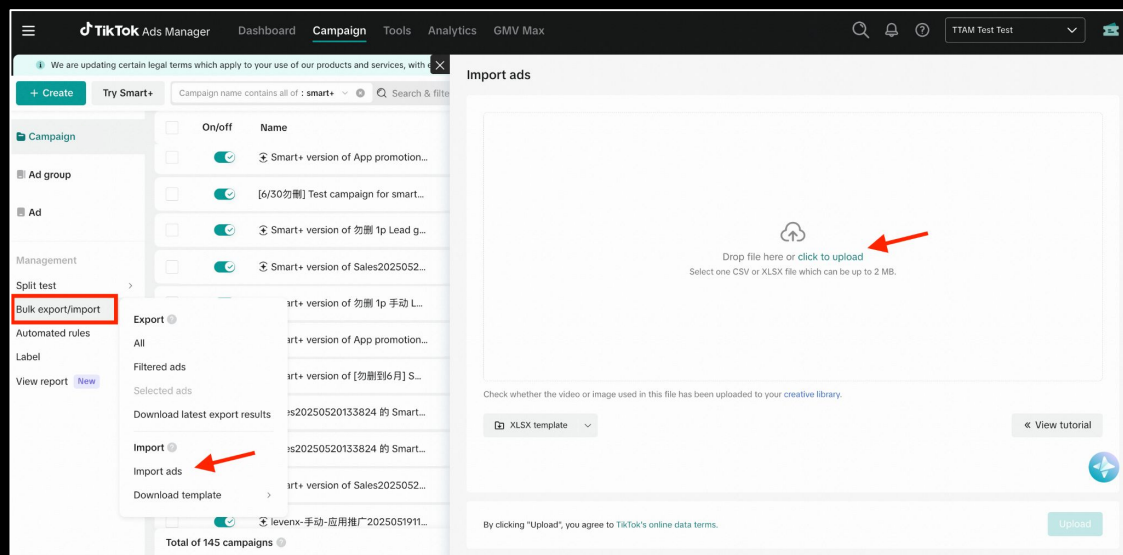 TikTok Ads Manager
Dashboard
Campaign
Tools
Analytics
GMV Max
TTAM Test Test
We are updating certain legal terms which apply to your use of our products and services, with
+ Create
Try Smart+
Campaign name contains all of : smart+
Search & filte
Campaign
Ad group
Ad
Management
Split test
Bulk export/import
Automated rules
Label
View report New
On/off
Name
Smart+ version of App promotion...
[6/30勿刪] Test campaign for smart...
Smart+ version of 勿删 1p Lead g...
Smart+ version of Sales2025052...
art+ version of 勿删 1p 手动 L...
art+ version of App promotion...
art+ version of [勿删到6月] S...
es20250520133824 的 Smart...
es20250520133824 的 Smart...
art+ version of Sales2025052...
levenx-手动-应用推广2025051911...
Total of 145 campaigns
Export
All
Filtered ads
Selected ads
Download latest export results
Import
Import ads
Download template
Import ads
Drop file here or click to upload
Select one CSV or XLSX file which can be up to 2 MB.
Check whether the video or image used in this file has been uploaded to your creative library.
XLSX template
View tutorial
By clicking "Upload", you agree to TikTok's online data terms.
Upload